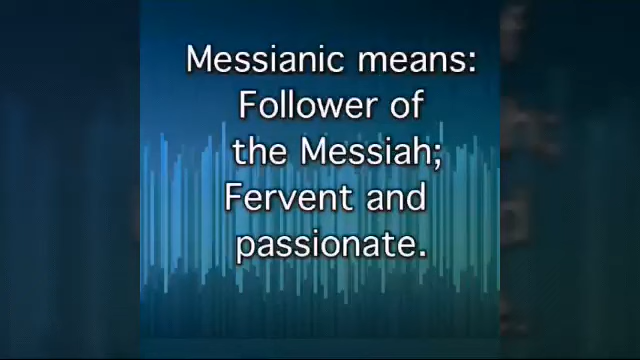 Messianic means:
Follower of
the Messiah;
Fervent and
passionate.